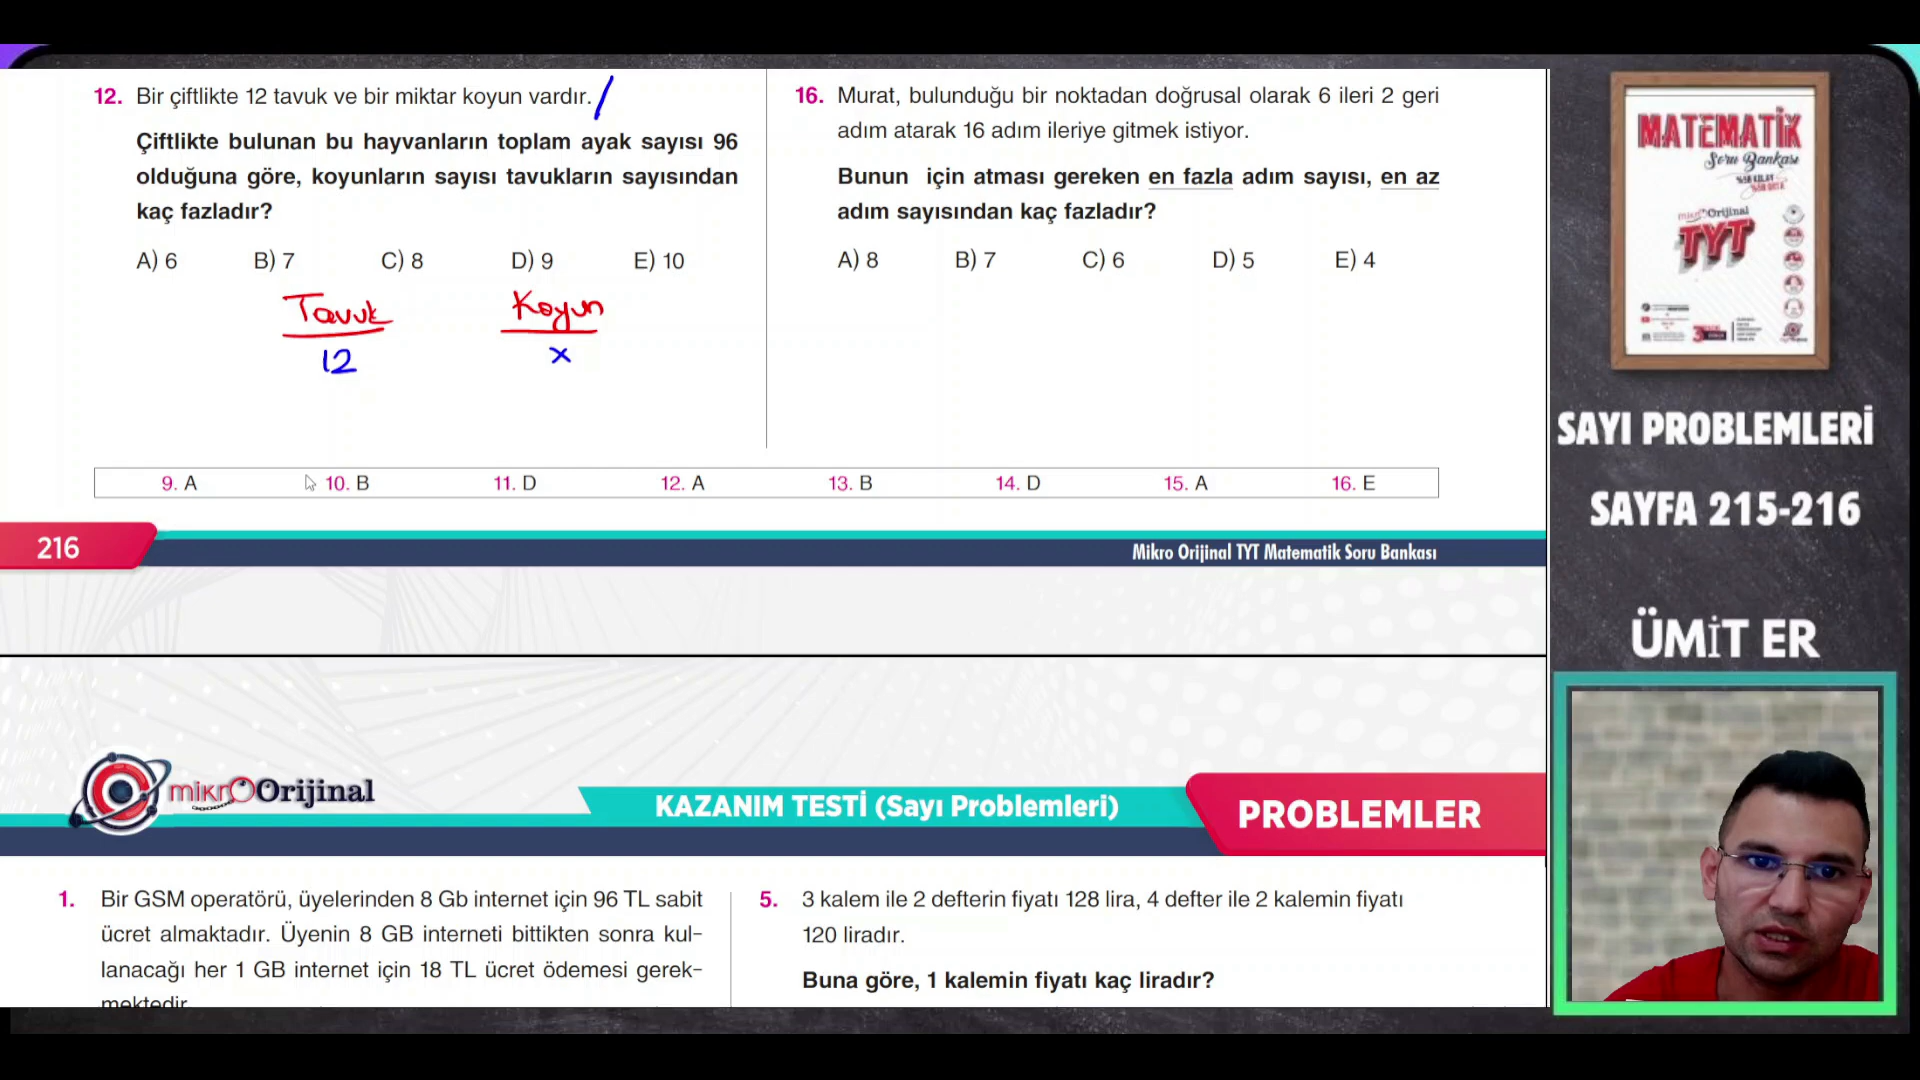 12. Bir çiftlikte 12 tavuk ve bir miktar koyun vardır.
Çiftlikte bulunan bu hayvanların toplam ayak sayısı 96
olduğuna göre, koyunların sayısı tavukların sayısından
kaç fazladır?
A) 6 B) 7 C) 8 D) 9 E) 10
Tavuk Koyun
12 x
16. Murat, bulunduğu bir noktadan doğrusal olarak 6 ileri 2 geri
adım atarak 16 adım ileriye gitmek istiyor.
Bunun için atması gereken en fazla adım sayısı, en az
adım sayısından kaç fazladır?
A) 8 B) 7 C) 6 D) 5 E) 4
9. A 10. B 11. D 12. A 13. B 14. D 15. A 16. E
216
Mikro Orijinal TYT Matematik Soru Bankası
mikro Orijinal
KAZANIM TESTİ (Sayı Problemleri)
PROBLEMLER
1. Bir GSM operatörü, üyelerinden 8 Gb internet için 96 TL sabit
ücret almaktadır. Üyenin 8 GB interneti bittikten sonra kul-
lanacağı her 1 GB internet için 18 TL ücret ödemesi gerek-
mektedir.
5. 3 kalem ile 2 defterin fiyatı 128 lira, 4 defter ile 2 kalemin fiyatı
120 liradır.
Buna göre, 1 kalemin fiyatı kaç liradır?
MATEMATİK
Soru Bankası
mikro Orijinal
TYT
SAYI PROBLEMLERİ
SAYFA 215-216
ÜMİT ER